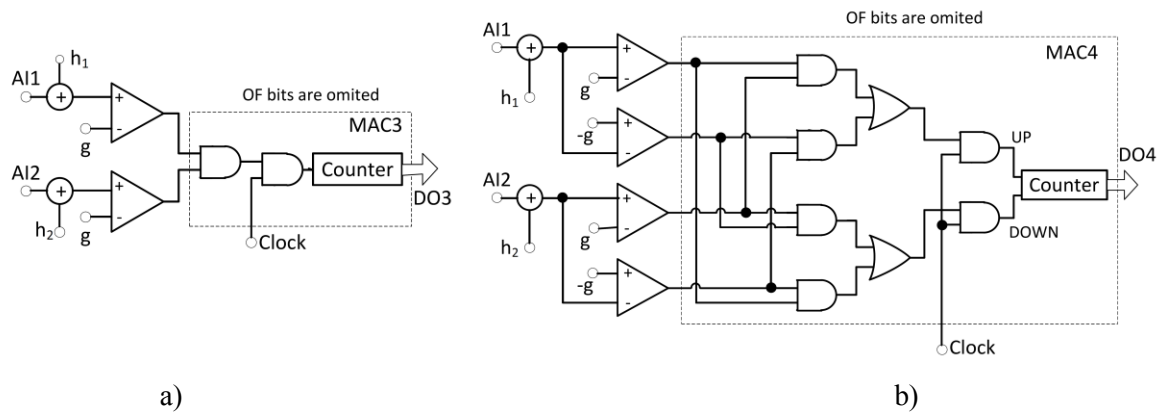 h₁
AI1
+
+
-
g
OF bits are omited
MAC3
AI2
+
+
-
h₂
g
Counter
DO3
Clock
a)
OF bits are omited
MAC4
AI1
+
+
-
h₁
g
-g
+
-
AI2
+
+
-
h₂
g
-g
+
-
UP
Counter
DO4
DOWN
Clock
b)